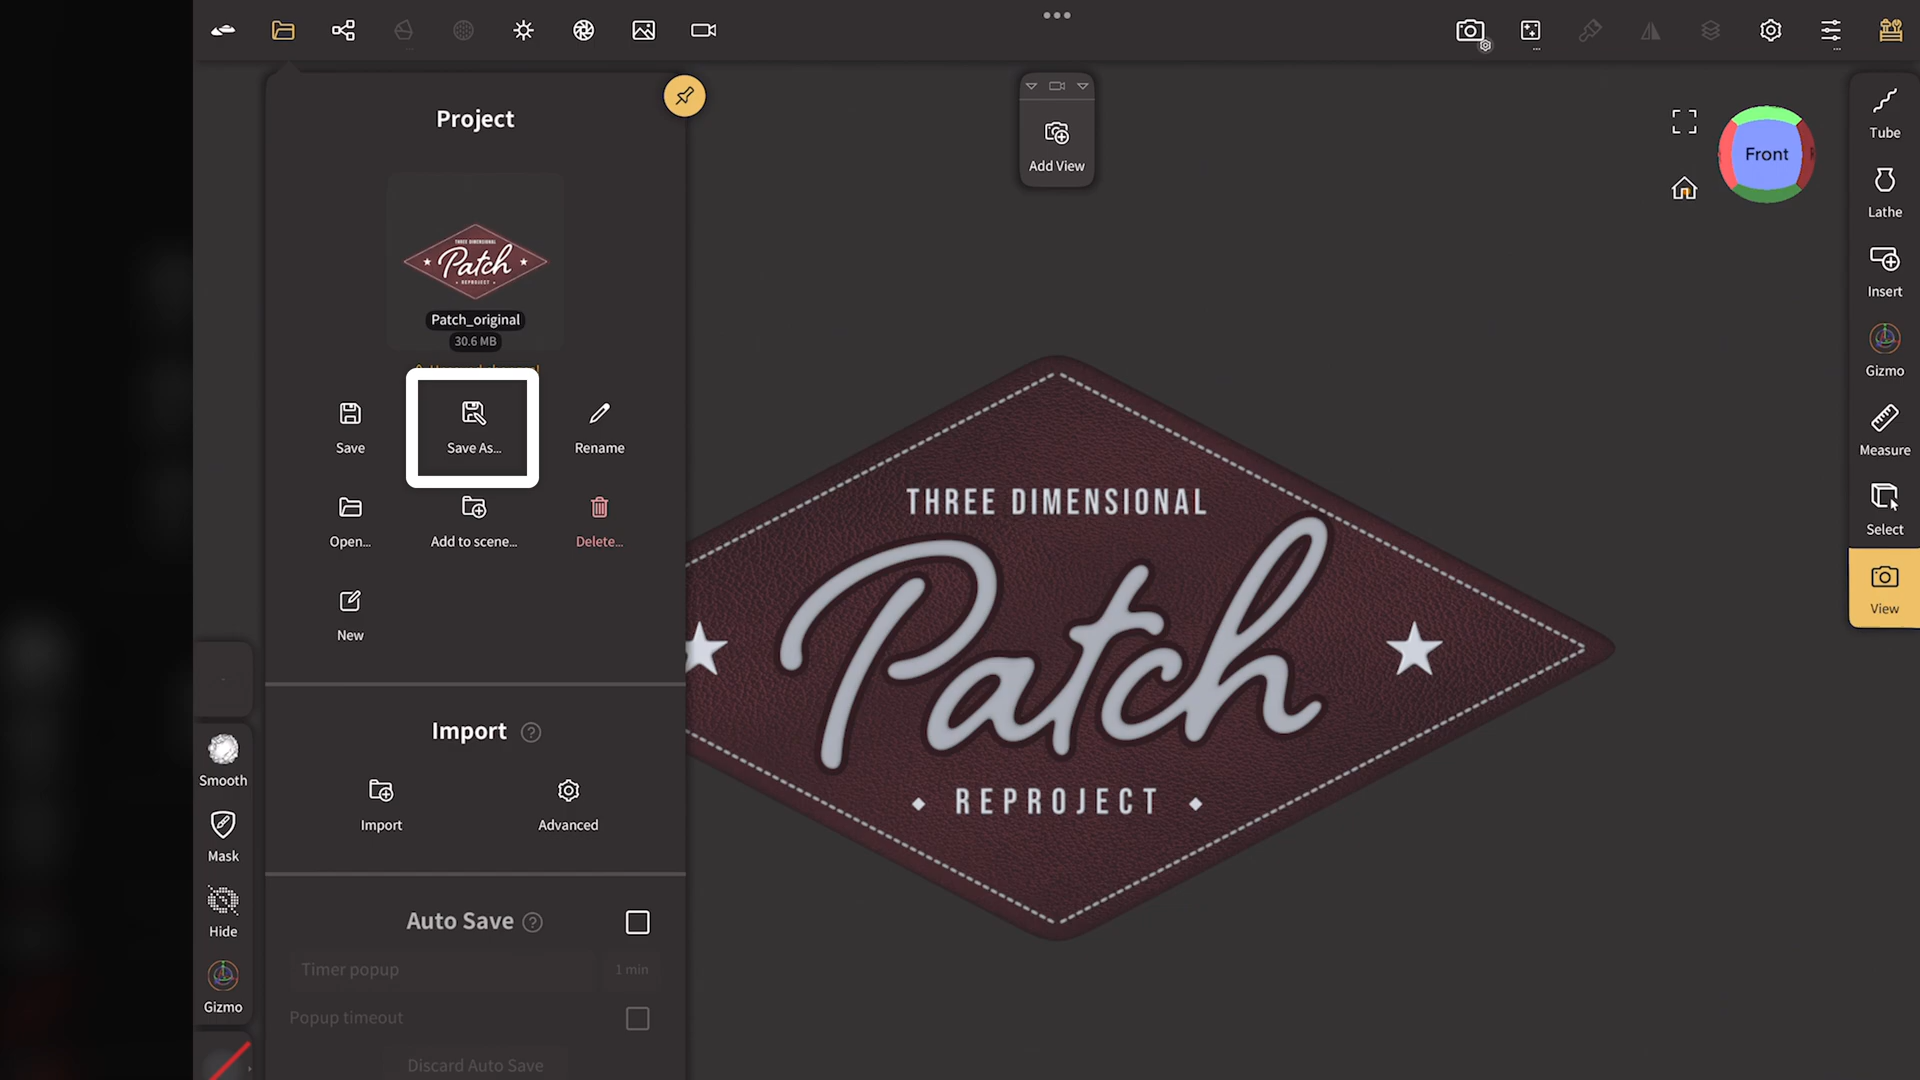 Project
THREE DIMENSIONAL
Patch
REPROJECT
Patch_original
30.6 MB
Save
Save As...
Rename
Open...
Add to scene...
Delete...
New
Import
Import
Advanced
Auto Save
Timer popup
1 min
Popup timeout
Discard Auto Save
Smooth
Mask
Hide
Gizmo
Add View
THREE DIMENSIONAL
Patch
REPROJECT
Front
Tube
Lathe
Insert
Gizmo
Measure
Select
View